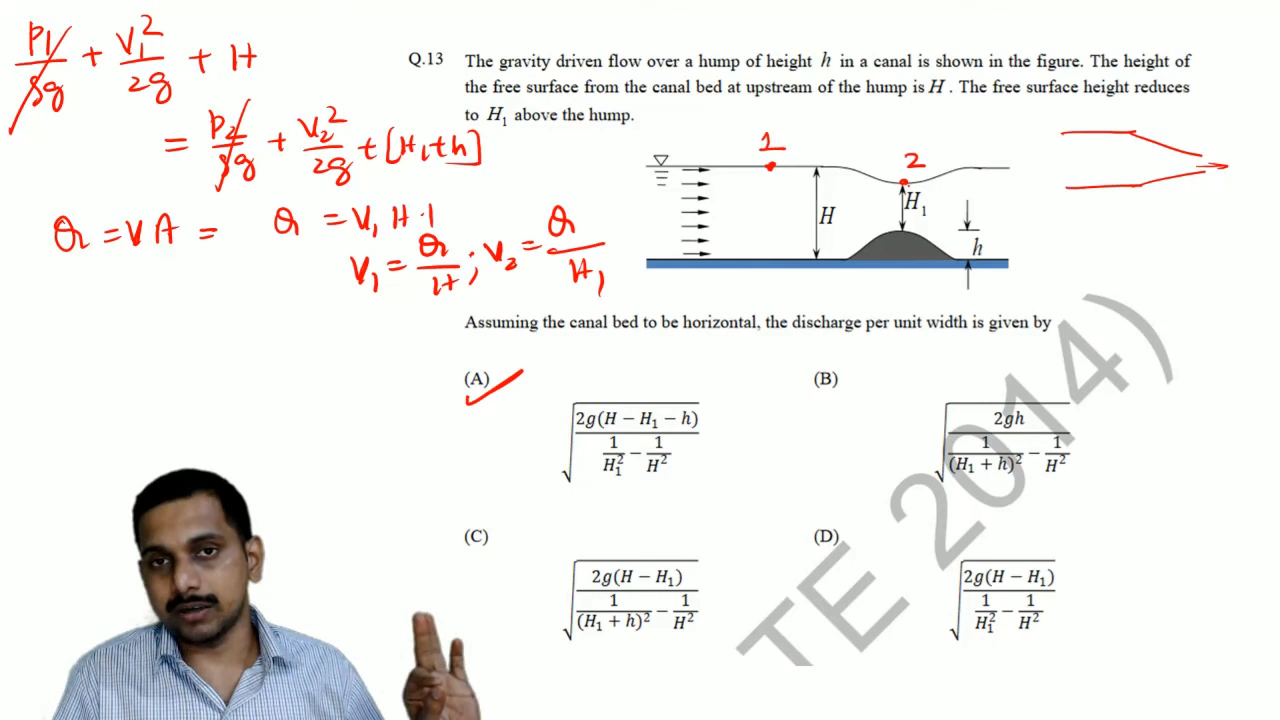 p₁/ρg + V₁²/2g + H
= p₂/ρg + V₂²/2g + [H₁+h]
Q = VA = Q = V₁ H·1
V₁ = Q/H ; V₂ = Q/H₁
Q.13 The gravity driven flow over a hump of height h in a canal is shown in the figure. The height of
the free surface from the canal bed at upstream of the hump is H . The free surface height reduces
to H₁ above the hump.
1
2
H
H₁
h
Assuming the canal bed to be horizontal, the discharge per unit width is given by
(A) (B)
√((2g(H − H₁ − h))/(1/H₁² − 1/H²)) √((2gh)/(1/(H₁ + h)² − 1/H²))
(C) (D)
√((2g(H − H₁))/(1/(H₁ + h)² − 1/H²)) √((2g(H − H₁))/(1/H₁² − 1/H²))
TE 2014)